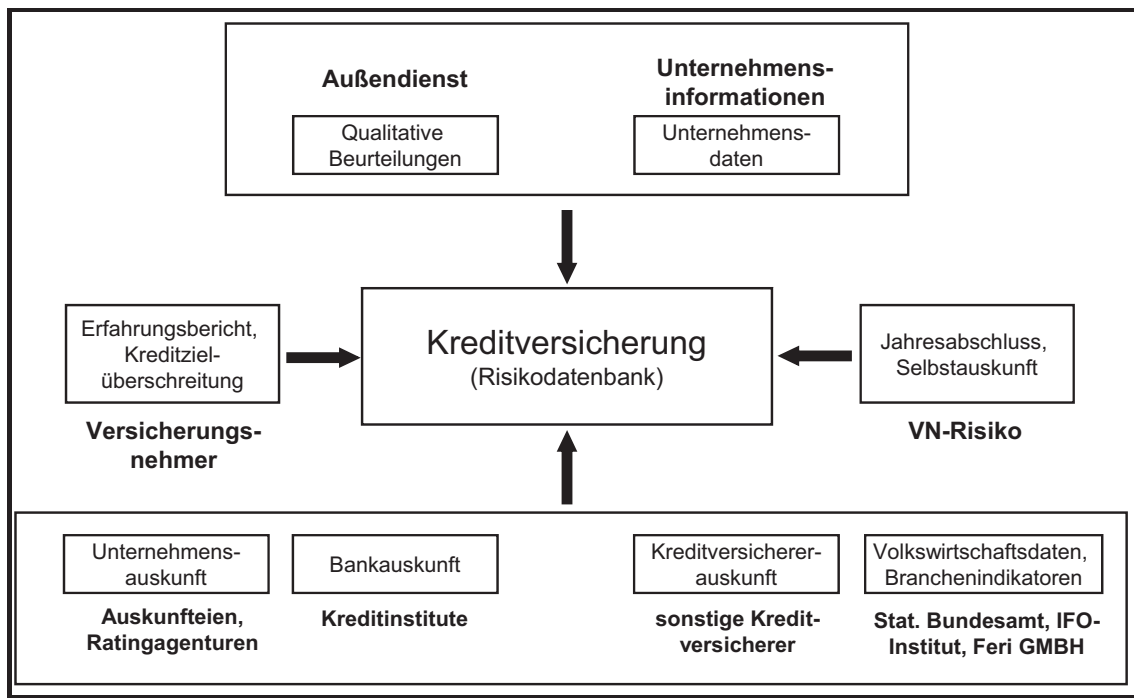 Außendienst
Qualitative
Beurteilungen
Unternehmens-
informationen
Unternehmens-
daten
Erfahrungsbericht,
Kreditziel-
überschreitung
Versicherungs-
nehmer
Kreditversicherung
(Risikodatenbank)
Jahresabschluss,
Selbstauskunft
VN-Risiko
Unternehmens-
auskunft
Auskunfteien,
Ratingagenturen
Bankauskunft
Kreditinstitute
Kreditversicherer-
auskunft
sonstige Kredit-
versicherer
Volkswirtschaftsdaten,
Branchenindikatoren
Stat. Bundesamt, IFO-
Institut, Feri GMBH